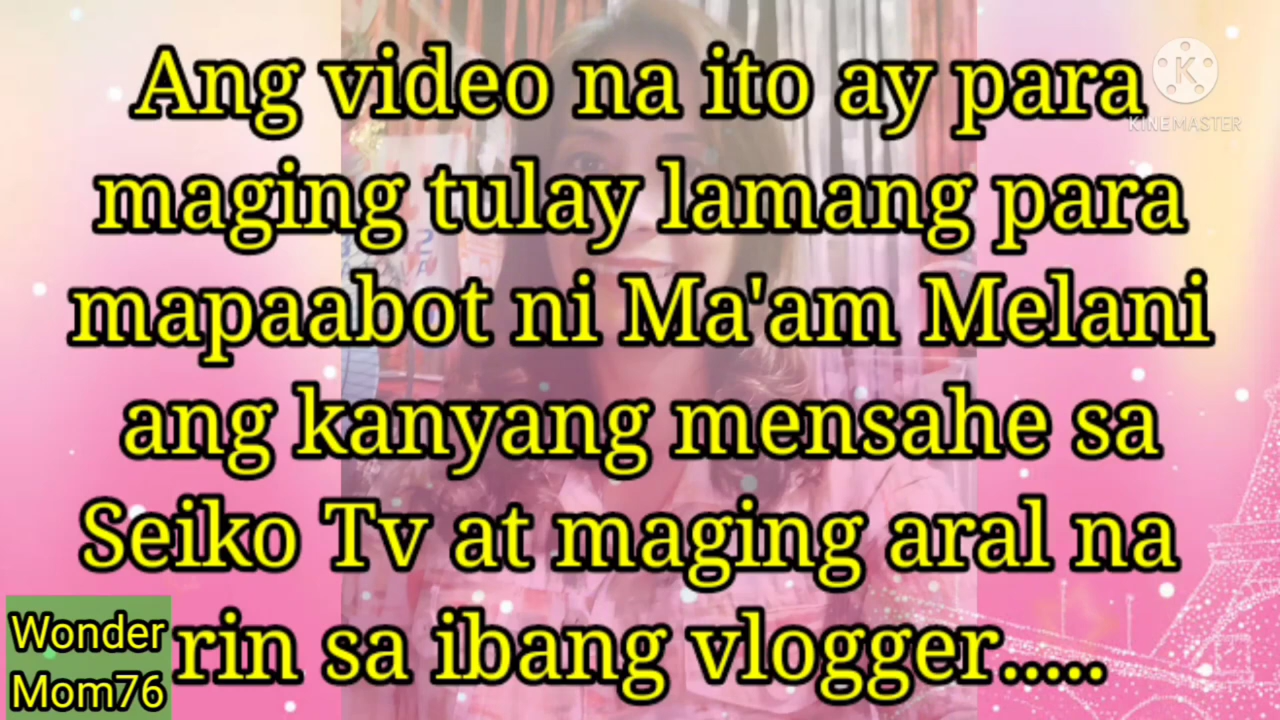 Ang video na ito ay para
maging tulay lamang para
mapaabot ni Ma'am Melani
ang kanyang mensahe sa
Seiko Tv at maging aral na
rin sa ibang vlogger.....
Wonder
Mom76
K
KINEMASTER